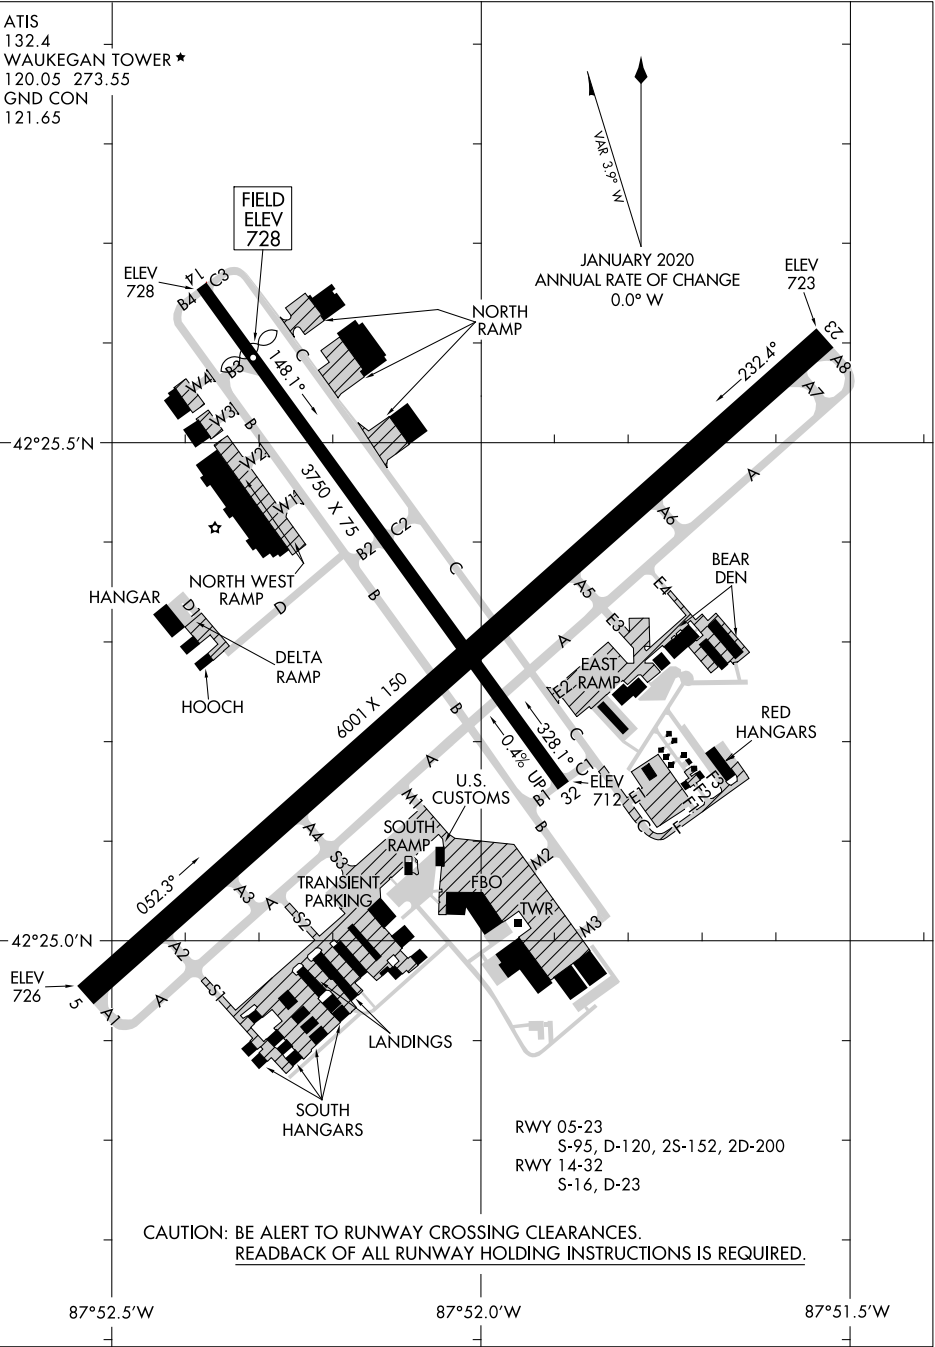 ATIS
132.4
WAUKEGAN TOWER ★
120.05 273.55
GND CON
121.65
VAR 3.9° W
JANUARY 2020
ANNUAL RATE OF CHANGE
0.0° W
FIELD
ELEV
728
ELEV
728
14
C3
B4
NORTH
RAMP
ELEV
723
23
A8
A7
232.4°
C
B3
148.1°
W4
W3
B
W2
W1
42°25.5'N
3750 X 75
A
A6
C2
B2
C
NORTH WEST
RAMP
BEAR
DEN
HANGAR
D1
D
B
A5
E4
E3
A
DELTA
RAMP
HOOCH
EAST
RAMP
E2
6001 X 150
B
328.1°
C
RED
HANGARS
0.4% UP
A
C1
ELEV
712
32
B1
U.S.
CUSTOMS
M1
E1
F3
F2
F1
F
C
A4
SOUTH
RAMP
S3
B
M2
052.3°
TRANSIENT
PARKING
FBO
A3
A
S2
TWR
M3
42°25.0'N
A2
ELEV
726
5
A1
A
S1
LANDINGS
SOUTH
HANGARS
RWY 05-23
S-95, D-120, 2S-152, 2D-200
RWY 14-32
S-16, D-23
CAUTION: BE ALERT TO RUNWAY CROSSING CLEARANCES.
READBACK OF ALL RUNWAY HOLDING INSTRUCTIONS IS REQUIRED.
87°52.5'W
87°52.0'W
87°51.5'W